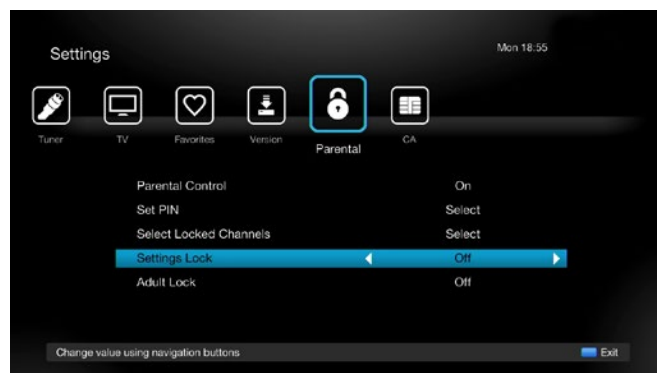 Settings
Mon 18:55
Tuner TV Favorites Version Parental CA
Parental Control On
Set PIN Select
Select Locked Channels Select
Settings Lock Off
Adult Lock Off
Change value using navigation buttons Exit